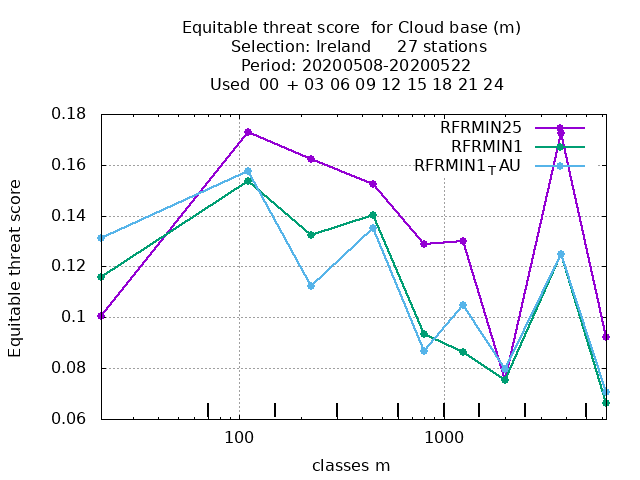 Equitable threat score  for Cloud base (m)
Selection: Ireland     27 stations
Period: 20200508-20200522
Used  00 + 03 06 09 12 15 18 21 24
RFRMIN25
RFRMIN1
RFRMIN1TAU
0.18
0.16
0.14
0.12
0.1
0.08
0.06
Equitable threat score
100
1000
classes m